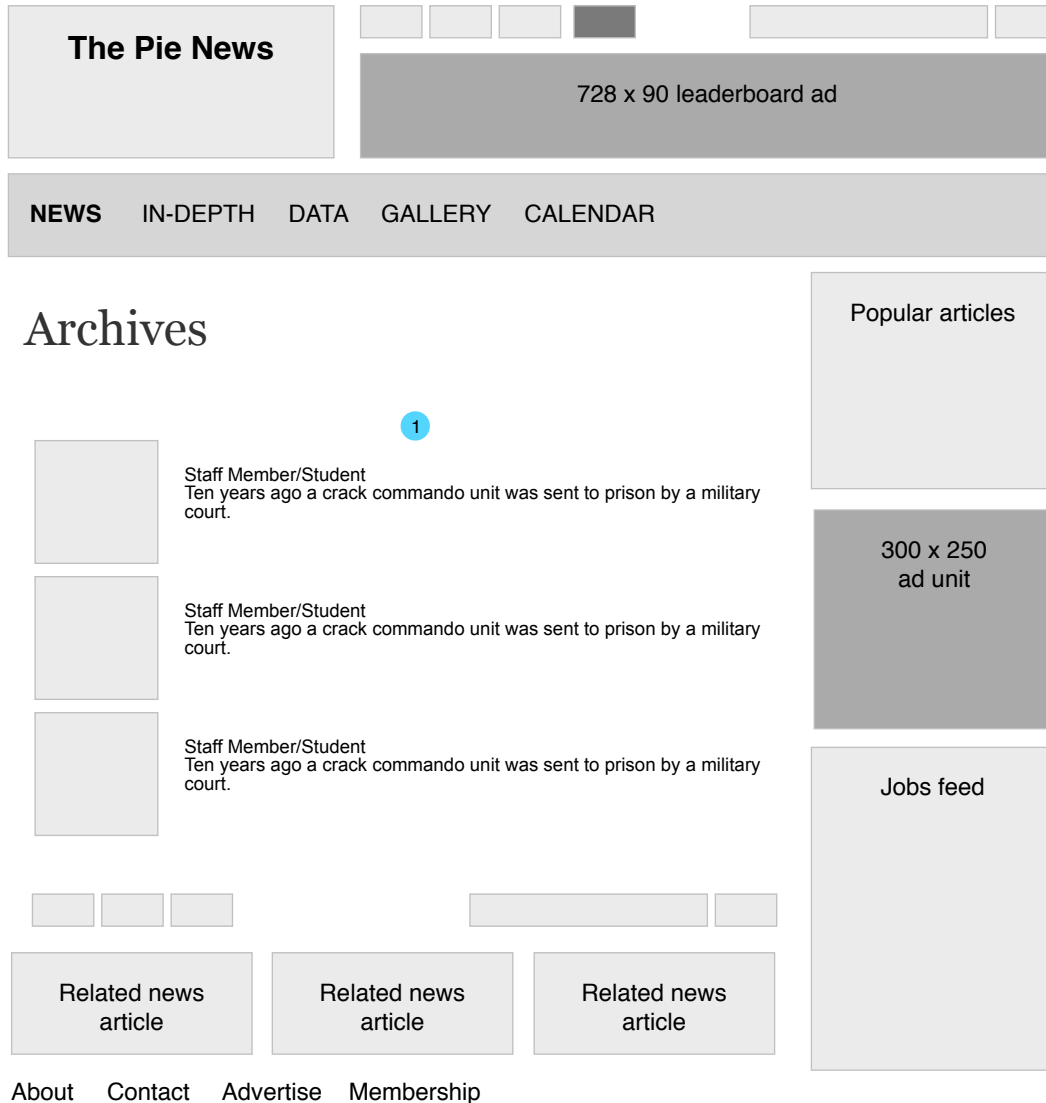 The Pie News
728 x 90 leaderboard ad
NEWS IN-DEPTH DATA GALLERY CALENDAR
Archives
1
Staff Member/Student
Ten years ago a crack commando unit was sent to prison by a military
court.
Staff Member/Student
Ten years ago a crack commando unit was sent to prison by a military
court.
Staff Member/Student
Ten years ago a crack commando unit was sent to prison by a military
court.
Popular articles
300 x 250
ad unit
Jobs feed
Related news
article
Related news
article
Related news
article
About Contact Advertise Membership